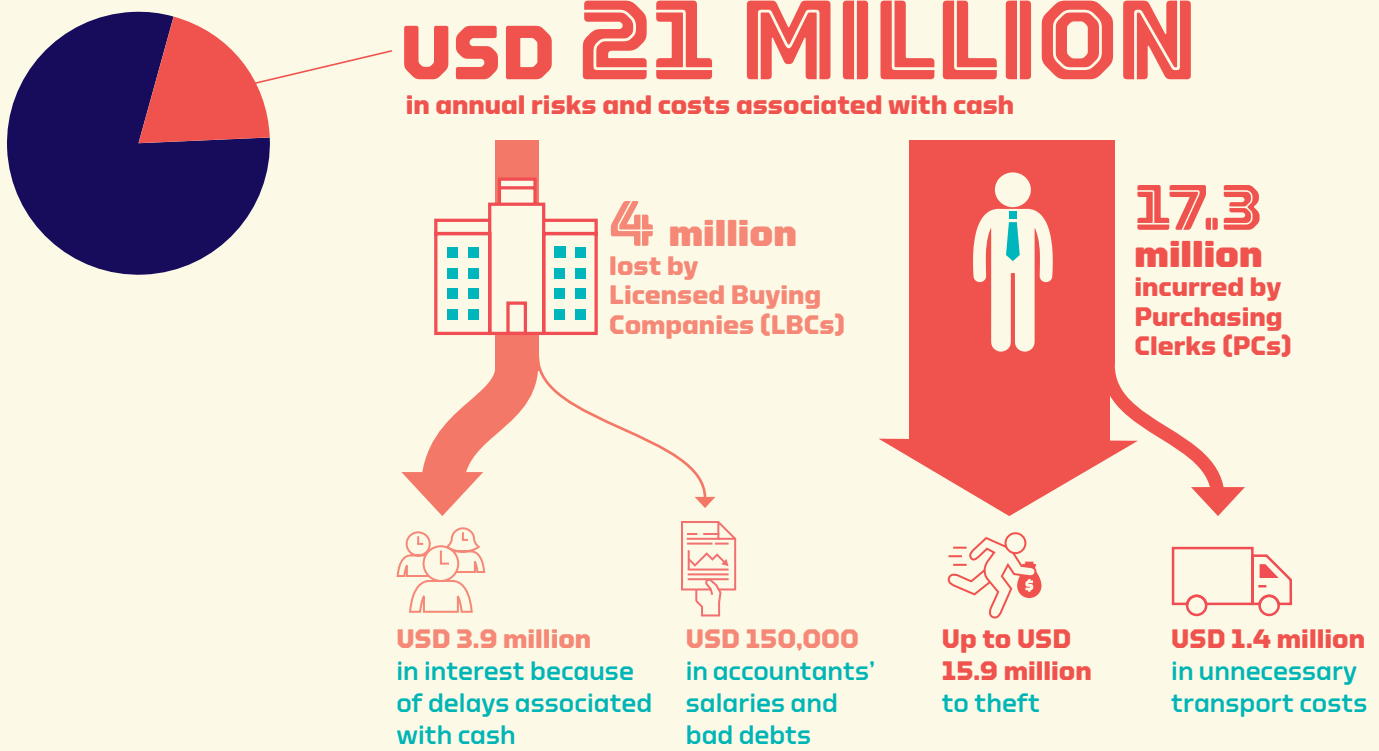 USD 21 MILLION
in annual risks and costs associated with cash
4 million
lost by
Licensed Buying
Companies (LBCs)
17.3
million
incurred by
Purchasing
Clerks (PCs)
USD 3.9 million
in interest because
of delays associated
with cash
USD 150,000
in accountants’
salaries and
bad debts
$
Up to USD
15.9 million
to theft
USD 1.4 million
in unnecessary
transport costs